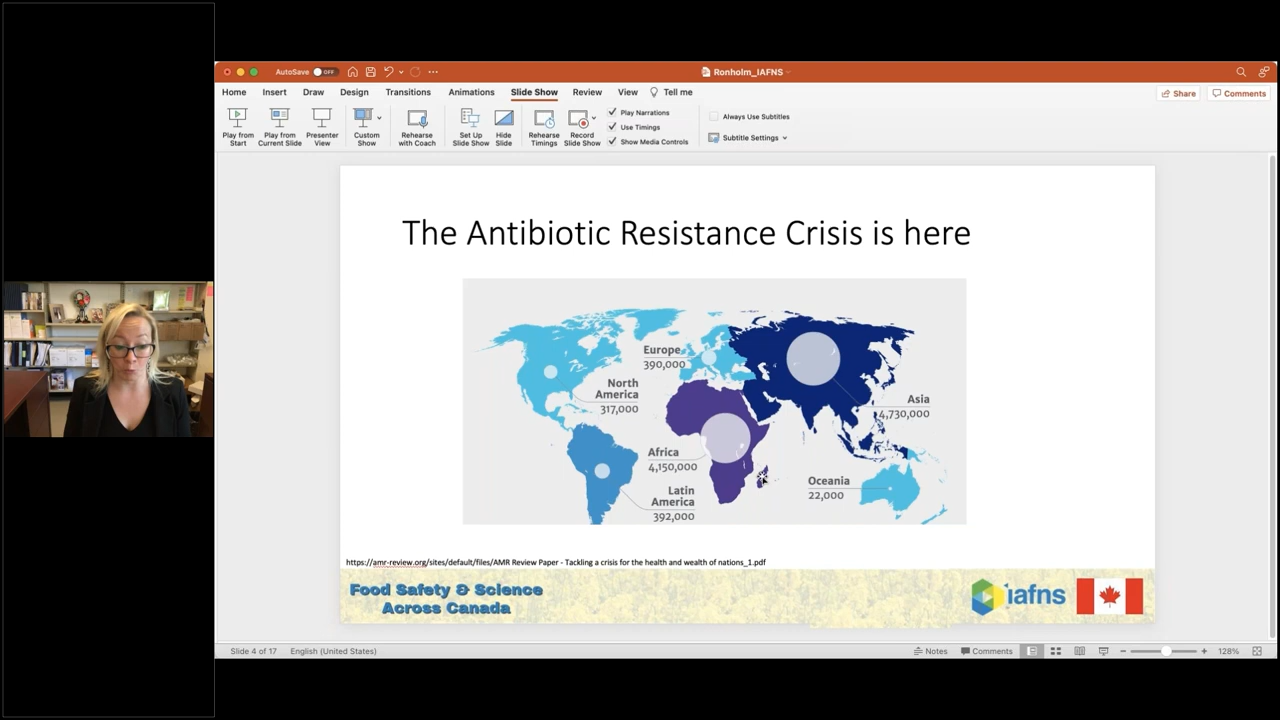 AutoSave OFF
Ronholm_IAFNS
Home Insert Draw Design Transitions Animations Slide Show Review View Tell me
Share Comments
Play from Start
Play from Current Slide
Presenter View
Custom Show
Rehearse with Coach
Set Up Slide Show
Hide Slide
Rehearse Timings
Record Slide Show
Play Narrations
Use Timings
Show Media Controls
Always Use Subtitles
Subtitle Settings
The Antibiotic Resistance Crisis is here
Europe
390,000
North
America
317,000
Asia
4,730,000
Africa
4,150,000
Oceania
22,000
Latin
America
392,000
https://amr-review.org/sites/default/files/AMR Review Paper - Tackling a crisis for the health and wealth of nations_1.pdf
Food Safety & Science
Across Canada
iafns
Slide 4 of 17 English (United States) Notes Comments 128%